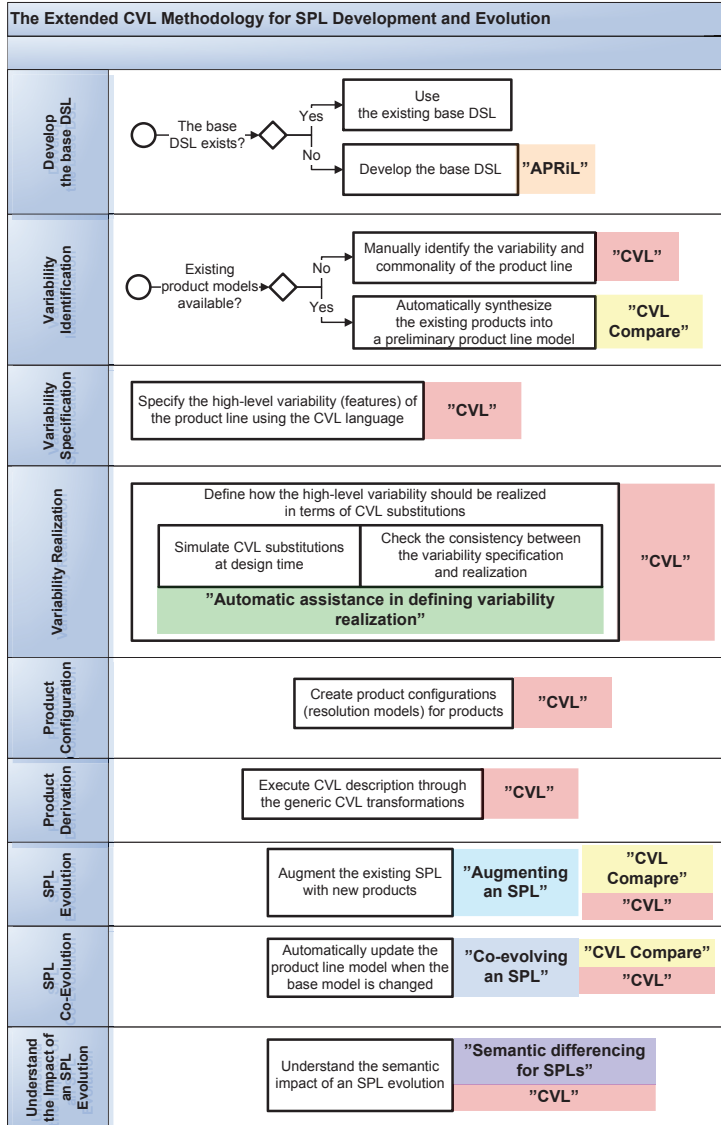 The Extended CVL Methodology for SPL Development and Evolution
Develop
the base DSL
The base
DSL exists?
Yes
No
Use
the existing base DSL
Develop the base DSL
”APRiL”
Variability
Identification
Existing
product models
available?
No
Yes
Manually identify the variability and
commonality of the product line
”CVL”
Automatically synthesize
the existing products into
a preliminary product line model
”CVL
Compare”
Variability
Specification
Specify the high-level variability (features) of
the product line using the CVL language
”CVL”
Variability Realization
Define how the high-level variability should be realized
in terms of CVL substitutions
Simulate CVL substitutions
at design time
Check the consistency between
the variability specification
and realization
”Automatic assistance in defining variability
realization”
”CVL”
Product
Configuration
Create product configurations
(resolution models) for products
”CVL”
Product
Derivation
Execute CVL description through
the generic CVL transformations
”CVL”
SPL
Evolution
Augment the existing SPL
with new products
”Augmenting
an SPL”
”CVL
Comapre”
”CVL”
SPL
Co-Evolution
Automatically update the
product line model when the
base model is changed
”Co-evolving
an SPL”
”CVL Compare”
”CVL”
Understand
the Impact of
an SPL
Evolution
Understand the semantic
impact of an SPL evolution
”Semantic differencing
for SPLs”
”CVL”